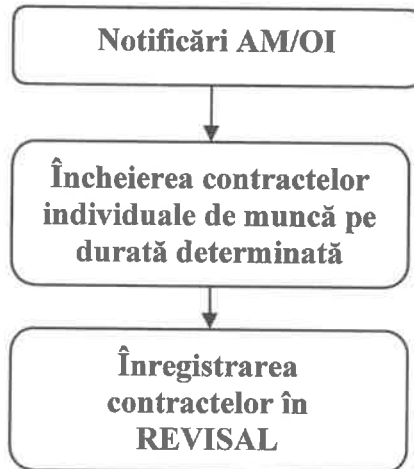 Notificări AM/OI
Încheierea contractelor
individuale de muncă pe
durată determinată
Înregistrarea
contractelor în
REVISAL